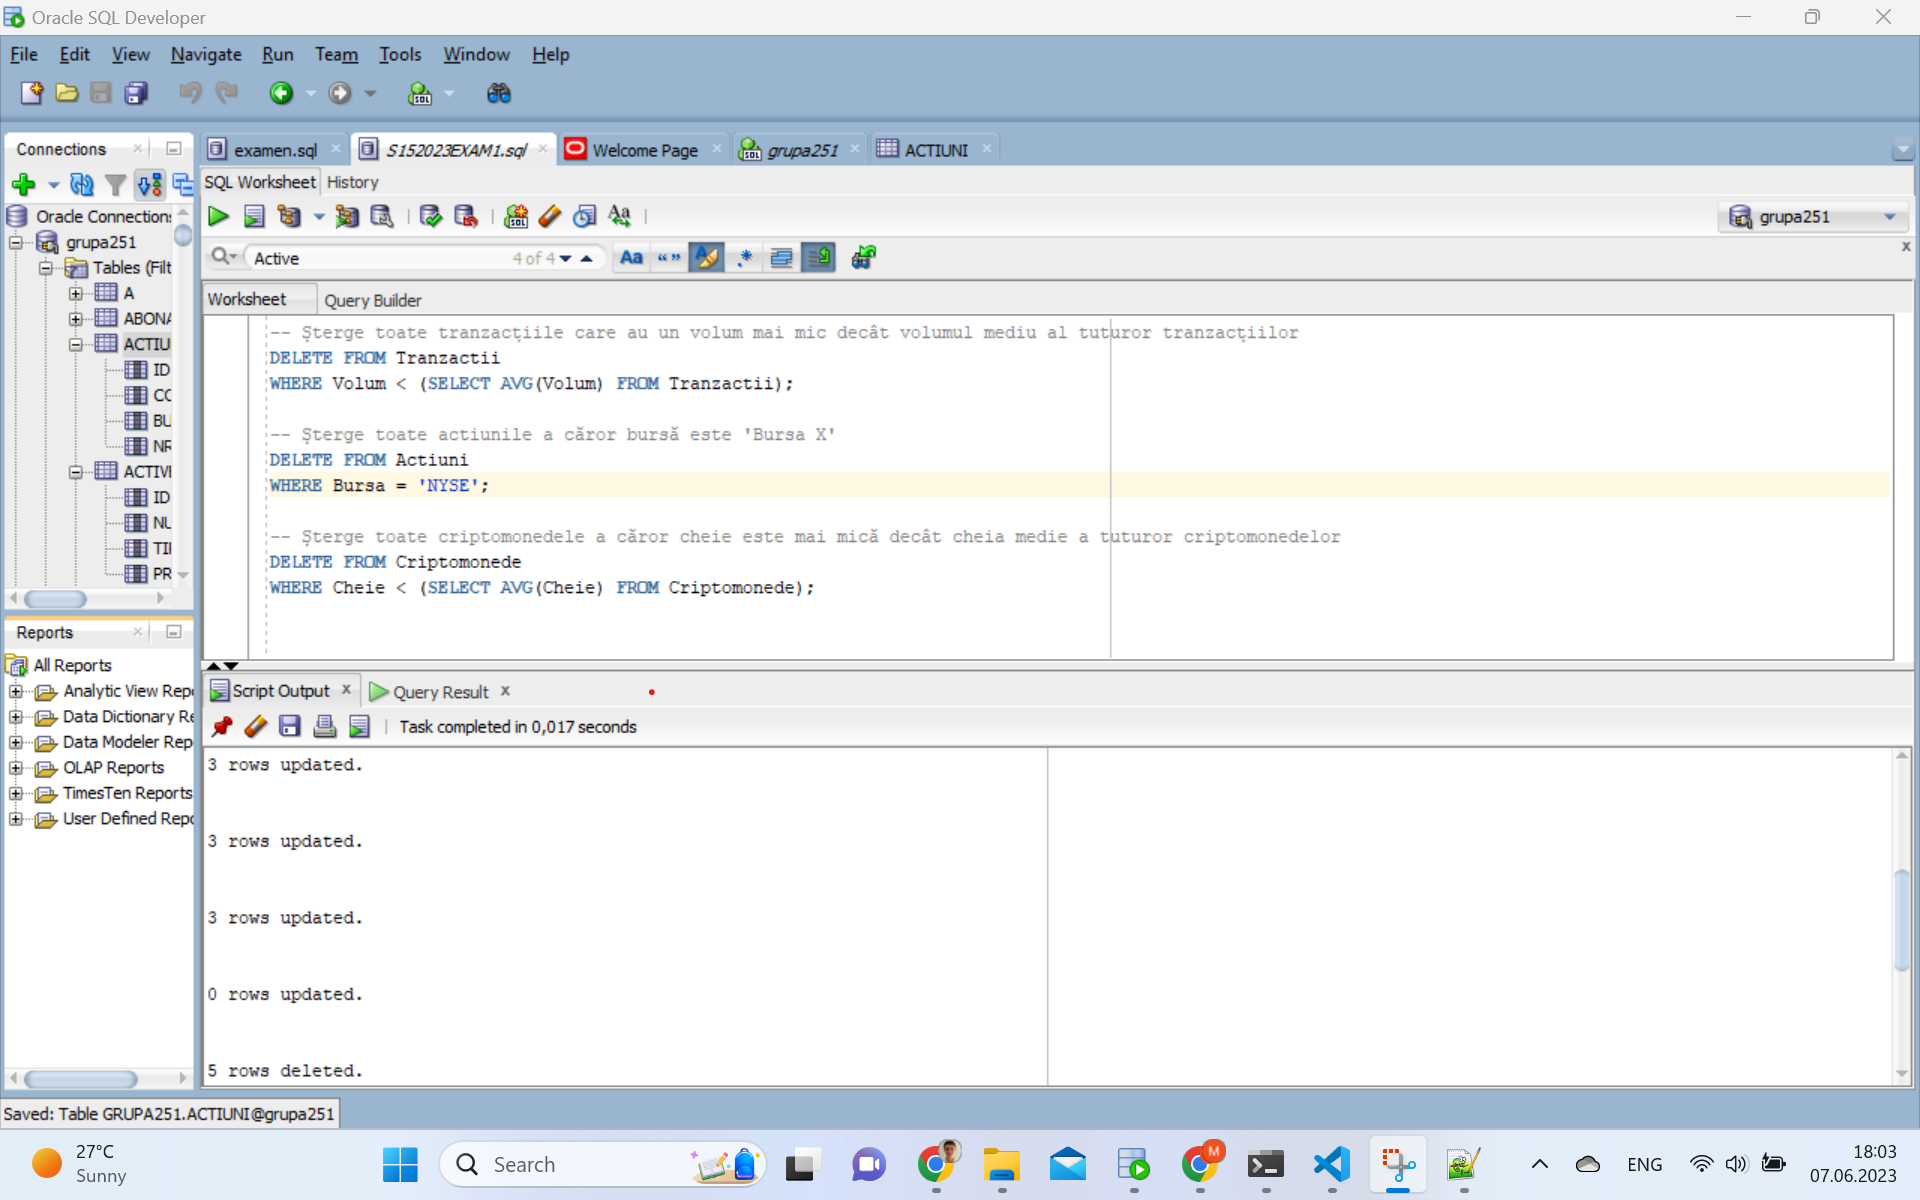 Oracle SQL Developer
File Edit View Navigate Run Team Tools Window Help
Connections
examen.sql
S152023EXAM1.sql
Welcome Page
grupa251
ACTIUNI
SQL Worksheet History
Oracle Connection
grupa251
grupa251
Tables (Filt
A
ABONA
ACTIU
ID
CO
BU
NR
ACTIVE
ID
NU
TI
PR
Active
4 of 4
Worksheet Query Builder
-- Șterge toate tranzacțiile care au un volum mai mic decât volumul mediu al tuturor tranzacțiilor
DELETE FROM Tranzactii
WHERE Volum < (SELECT AVG(Volum) FROM Tranzactii);
-- Șterge toate actiunile a căror bursă este 'Bursa X'
DELETE FROM Actiuni
WHERE Bursa = 'NYSE';
-- Șterge toate criptomonedele a căror cheie este mai mică decât cheia medie a tuturor criptomonedelor
DELETE FROM Criptomonede
WHERE Cheie < (SELECT AVG(Cheie) FROM Criptomonede);
Reports
All Reports
Analytic View Repo
Data Dictionary Re
Data Modeler Rep
OLAP Reports
TimesTen Reports
User Defined Repo
Script Output
Query Result
Task completed in 0,017 seconds
3 rows updated.
3 rows updated.
3 rows updated.
0 rows updated.
5 rows deleted.
Saved: Table GRUPA251.ACTIUNI@grupa251
27°C
Sunny
Search
ENG
18:03
07.06.2023